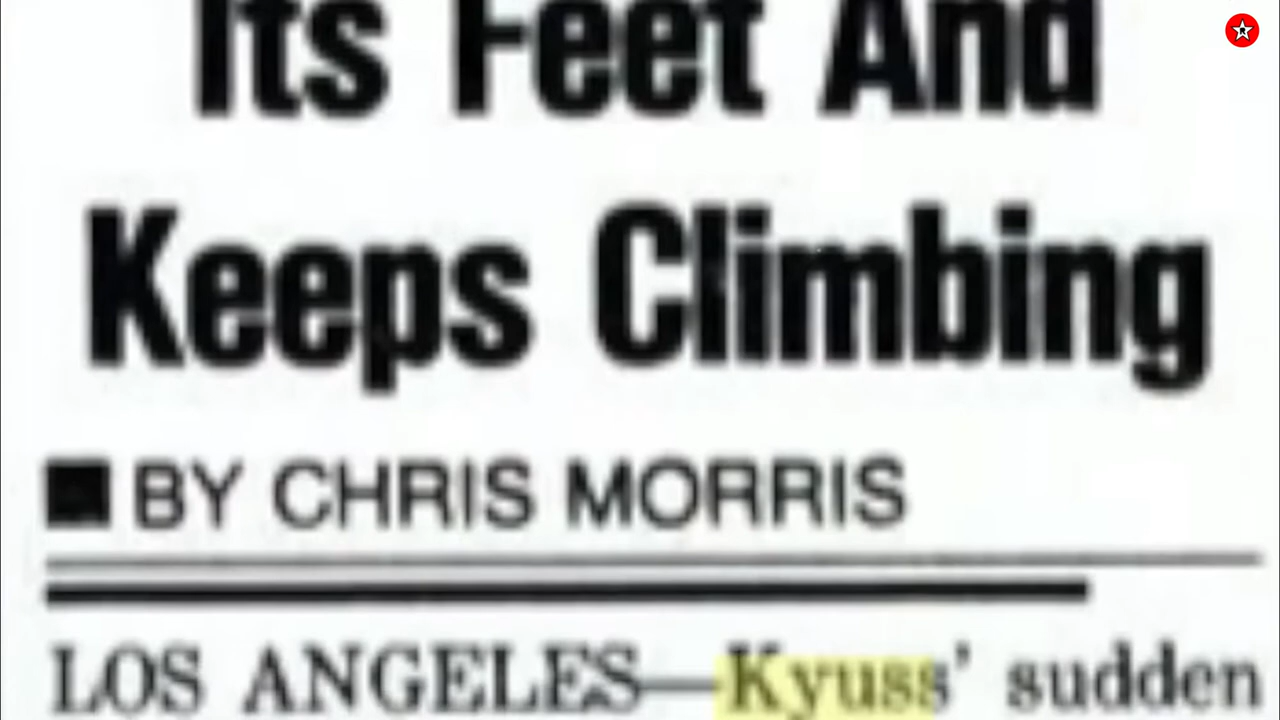 Its Feet And
Keeps Climbing
BY CHRIS MORRIS
LOS ANGELES—Kyuss' sudden